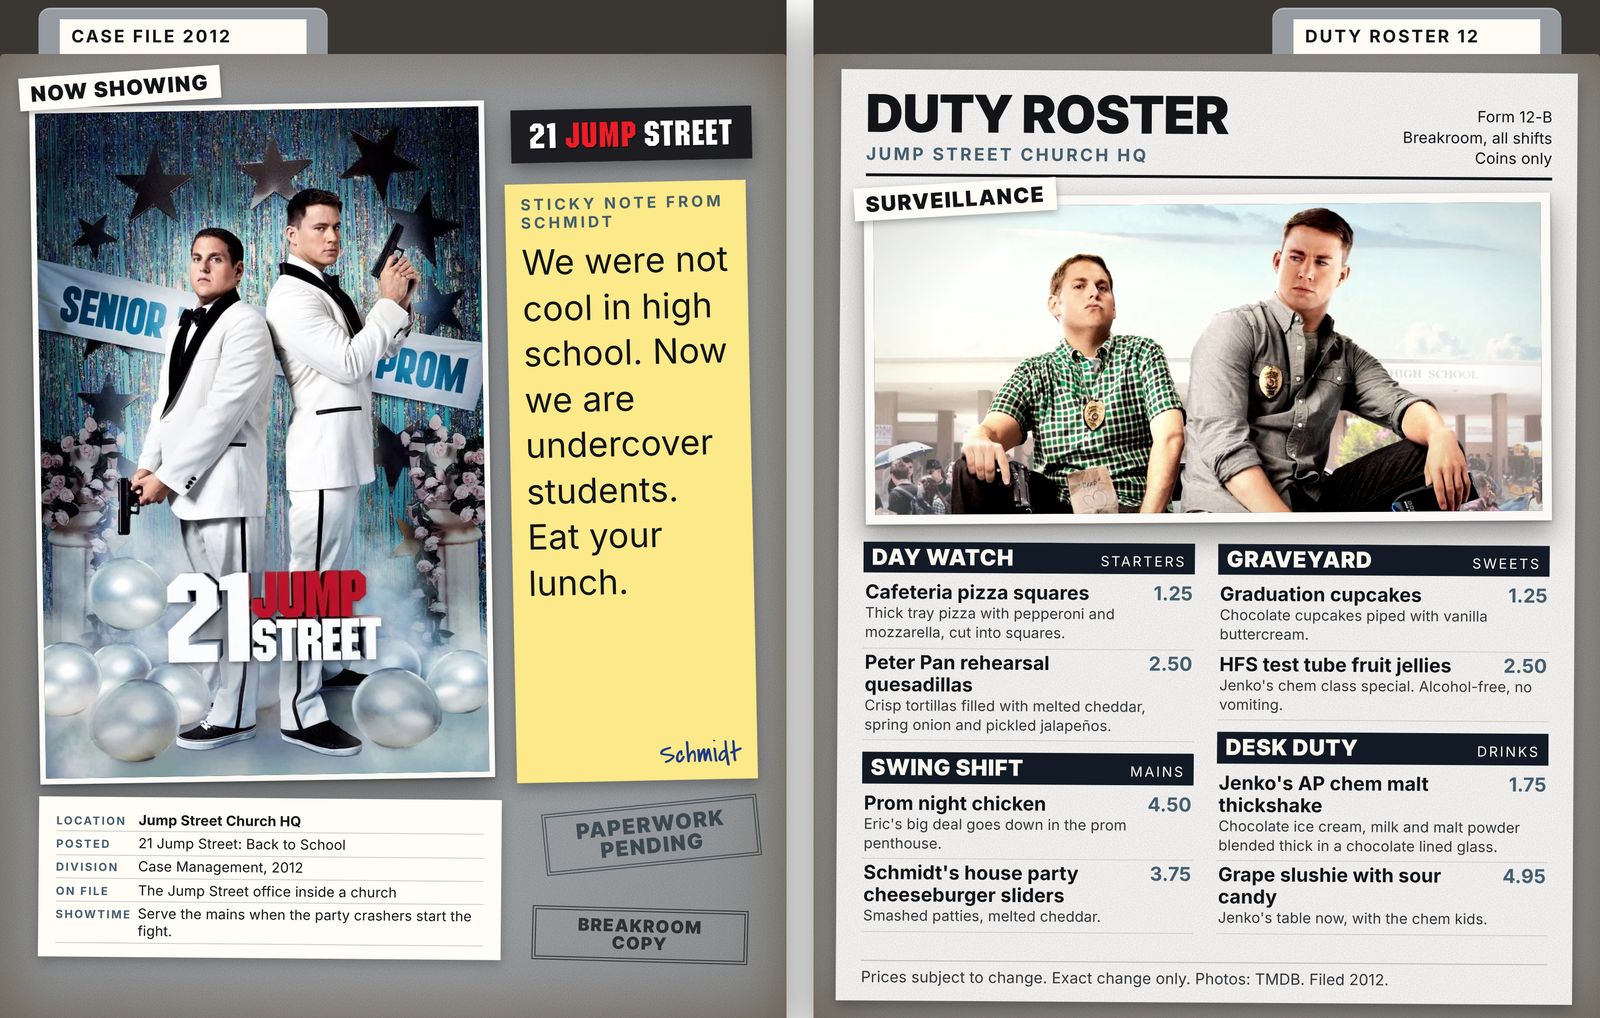 CASE FILE 2012
NOW SHOWING
SENIOR
PROM
21 JUMP
STREET
21 JUMP STREET
STICKY NOTE FROM
SCHMIDT
We were not
cool in high
school. Now
we are
undercover
students.
Eat your
lunch.
Schmidt
LOCATION Jump Street Church HQ
POSTED 21 Jump Street: Back to School
DIVISION Case Management, 2012
ON FILE The Jump Street office inside a church
SHOWTIME Serve the mains when the party crashers start the
fight.
PAPERWORK
PENDING
BREAKROOM
COPY
DUTY ROSTER 12
DUTY ROSTER
JUMP STREET CHURCH HQ
Form 12-B
Breakroom, all shifts
Coins only
SURVEILLANCE
HIGH SCHOOL
DAY WATCH STARTERS
Cafeteria pizza squares 1.25
Thick tray pizza with pepperoni and
mozzarella, cut into squares.
Peter Pan rehearsal
quesadillas 2.50
Crisp tortillas filled with melted cheddar,
spring onion and pickled jalapeños.
SWING SHIFT MAINS
Prom night chicken 4.50
Eric's big deal goes down in the prom
penthouse.
Schmidt's house party
cheeseburger sliders 3.75
Smashed patties, melted cheddar.
GRAVEYARD SWEETS
Graduation cupcakes 1.25
Chocolate cupcakes piped with vanilla
buttercream.
HFS test tube fruit jellies 2.50
Jenko's chem class special. Alcohol-free, no
vomiting.
DESK DUTY DRINKS
Jenko's AP chem malt
thickshake 1.75
Chocolate ice cream, milk and malt powder
blended thick in a chocolate lined glass.
Grape slushie with sour
candy 4.95
Jenko's table now, with the chem kids.
Prices subject to change. Exact change only. Photos: TMDB. Filed 2012.